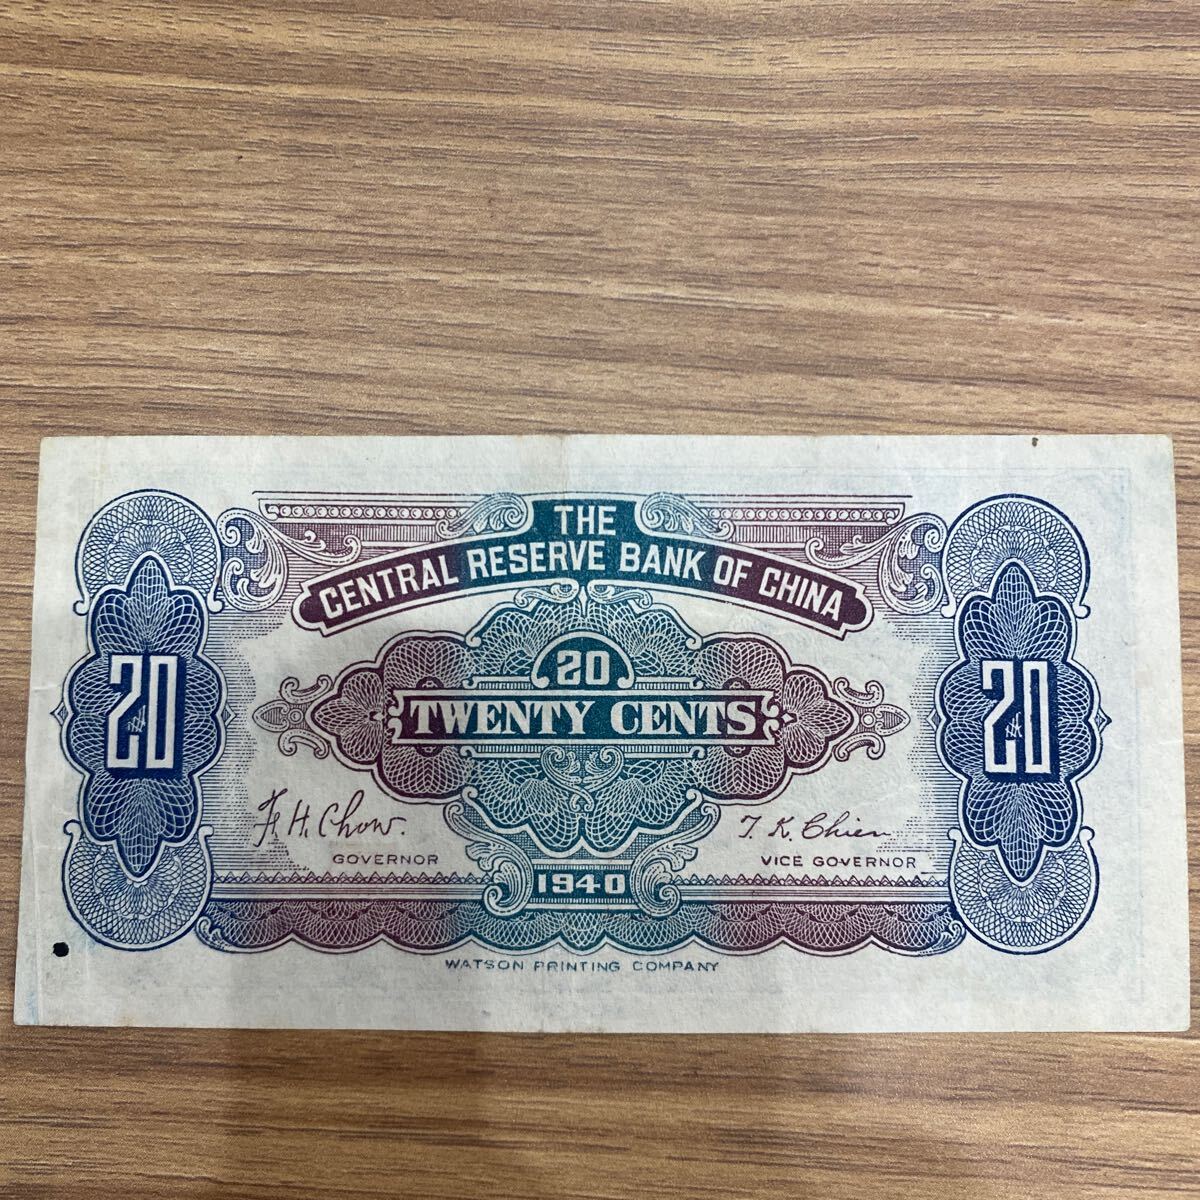 THE
CENTRAL RESERVE BANK OF CHINA
20
20
20
TWENTY CENTS
F. H. Chow.
T. K. Chien
GOVERNOR
VICE GOVERNOR
1940
WATSON PRINTING COMPANY